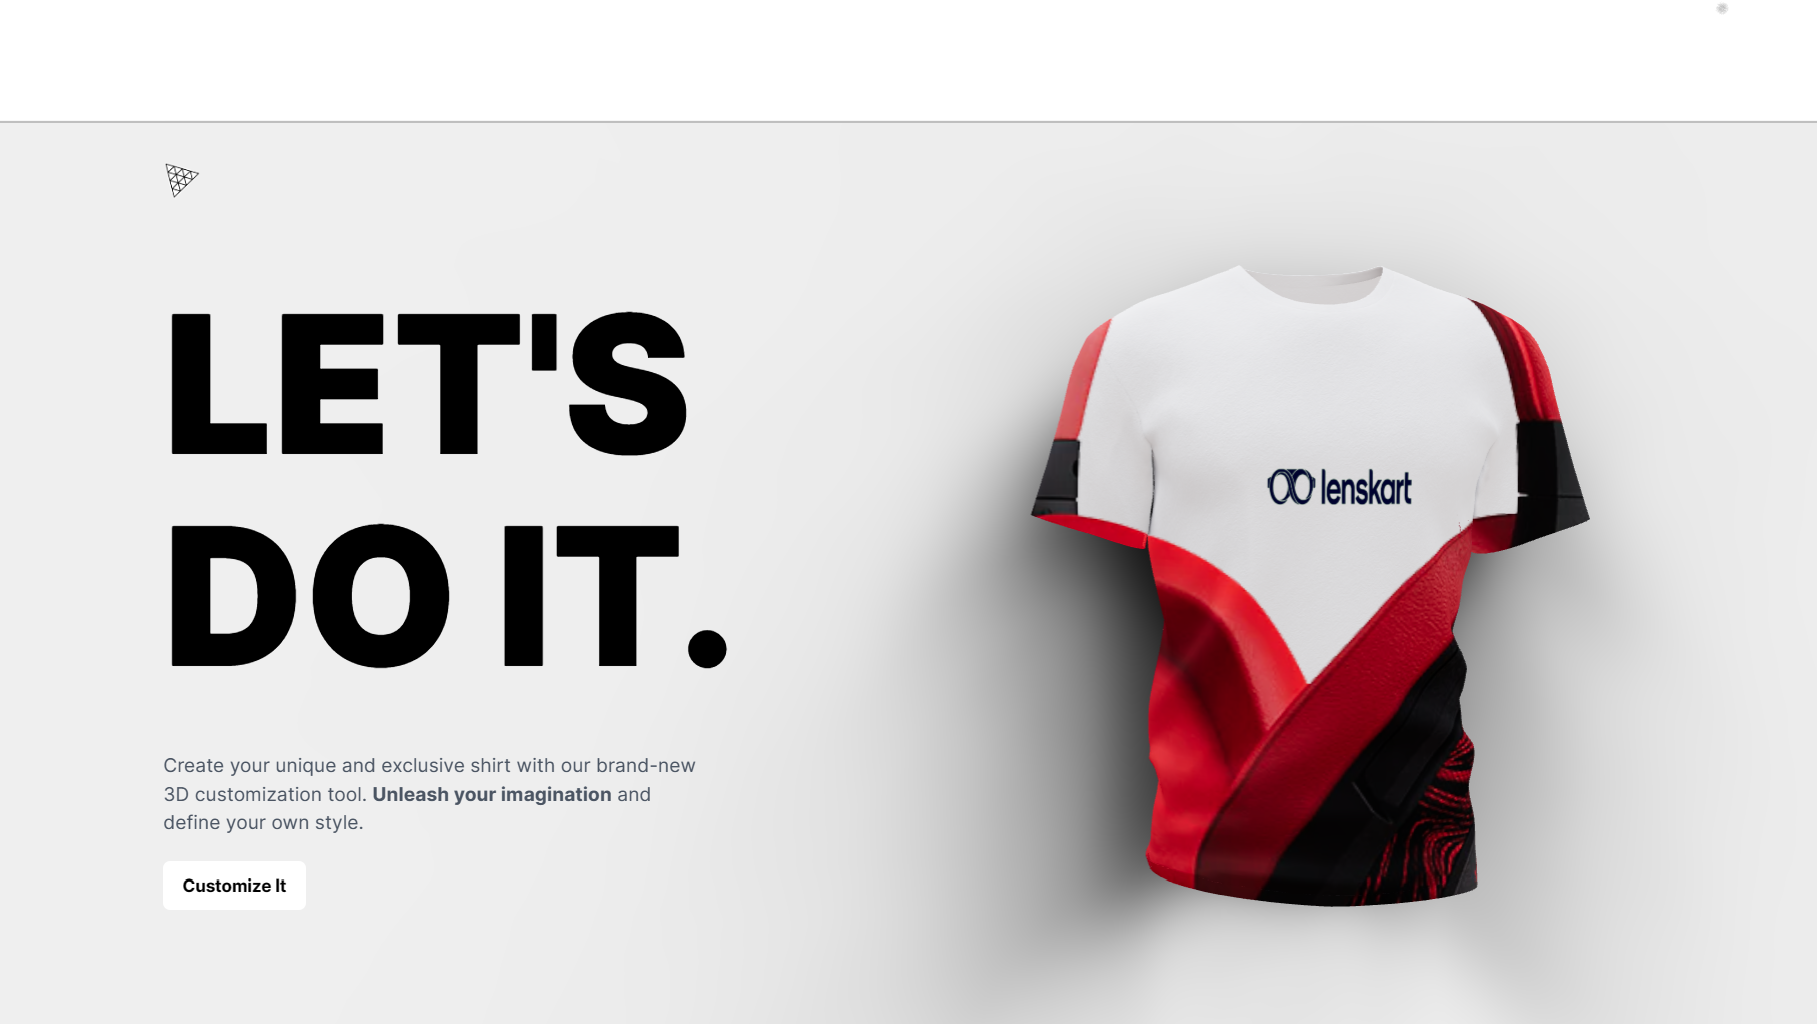 LET'S
DO IT.
lenskart
Create your unique and exclusive shirt with our brand-new
3D customization tool. Unleash your imagination and
define your own style.
Customize It